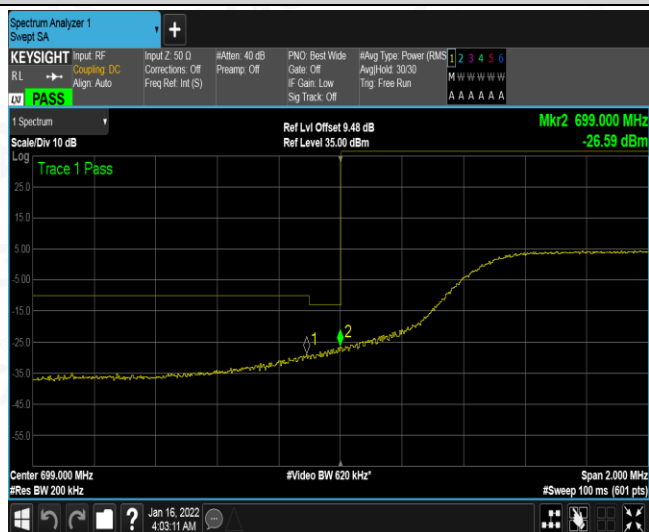 Spectrum Analyzer 1
Swept SA
+
KEYSIGHT
RL
LXI PASS
Input: RF
Coupling: DC
Align: Auto
Input Z: 50 Ω
Corrections: Off
Freq Ref: Int (S)
#Atten: 40 dB
Preamp: Off
PNO: Best Wide
Gate: Off
IF Gain: Low
Sig Track: Off
#Avg Type: Power (RMS
Avg|Hold: 30/30
Trig: Free Run
1 2 3 4 5 6
M W W W W W
A A A A A A
1 Spectrum
Scale/Div 10 dB
Ref Lvl Offset 9.48 dB
Ref Level 35.00 dBm
Mkr2 699.000 MHz
-26.59 dBm
Log
Trace 1 Pass
25.0
15.0
5.00
-5.00
-15.0
-25.0
-35.0
-45.0
-55.0
1
2
Center 699.000 MHz
#Video BW 620 kHz*
Span 2.000 MHz
#Res BW 200 kHz
#Sweep 100 ms (601 pts)
?
Jan 16, 2022
4:03:11 AM